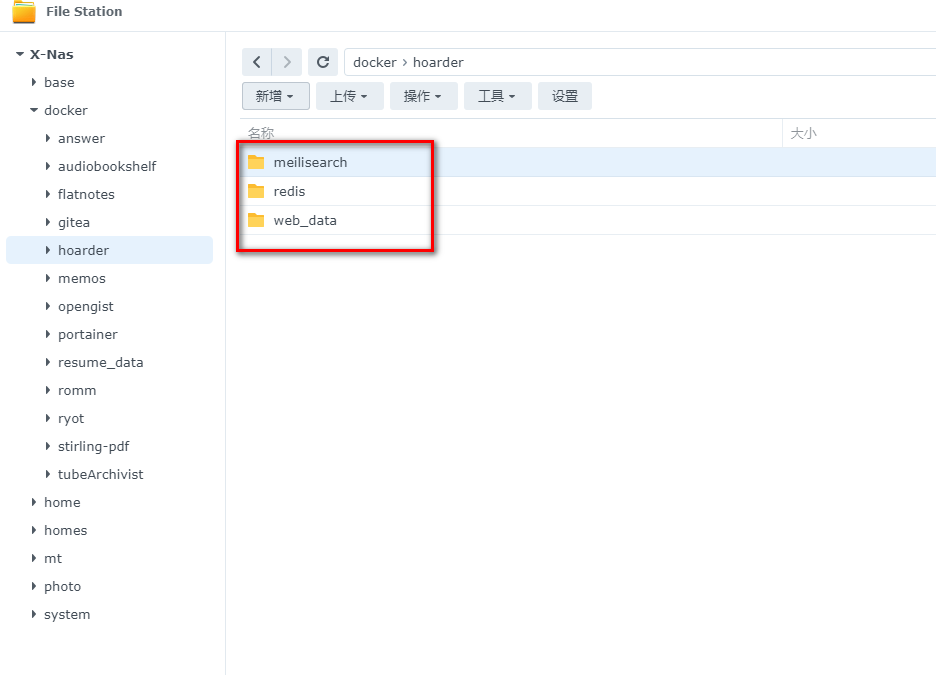 File Station
X-Nas
base
docker
answer
audiobookshelf
flatnotes
gitea
hoarder
memos
opengist
portainer
resume_data
romm
ryot
stirling-pdf
tubeArchivist
home
homes
mt
photo
system
docker › hoarder
新增 上传 操作 工具 设置
名称 大小
meilisearch
redis
web_data